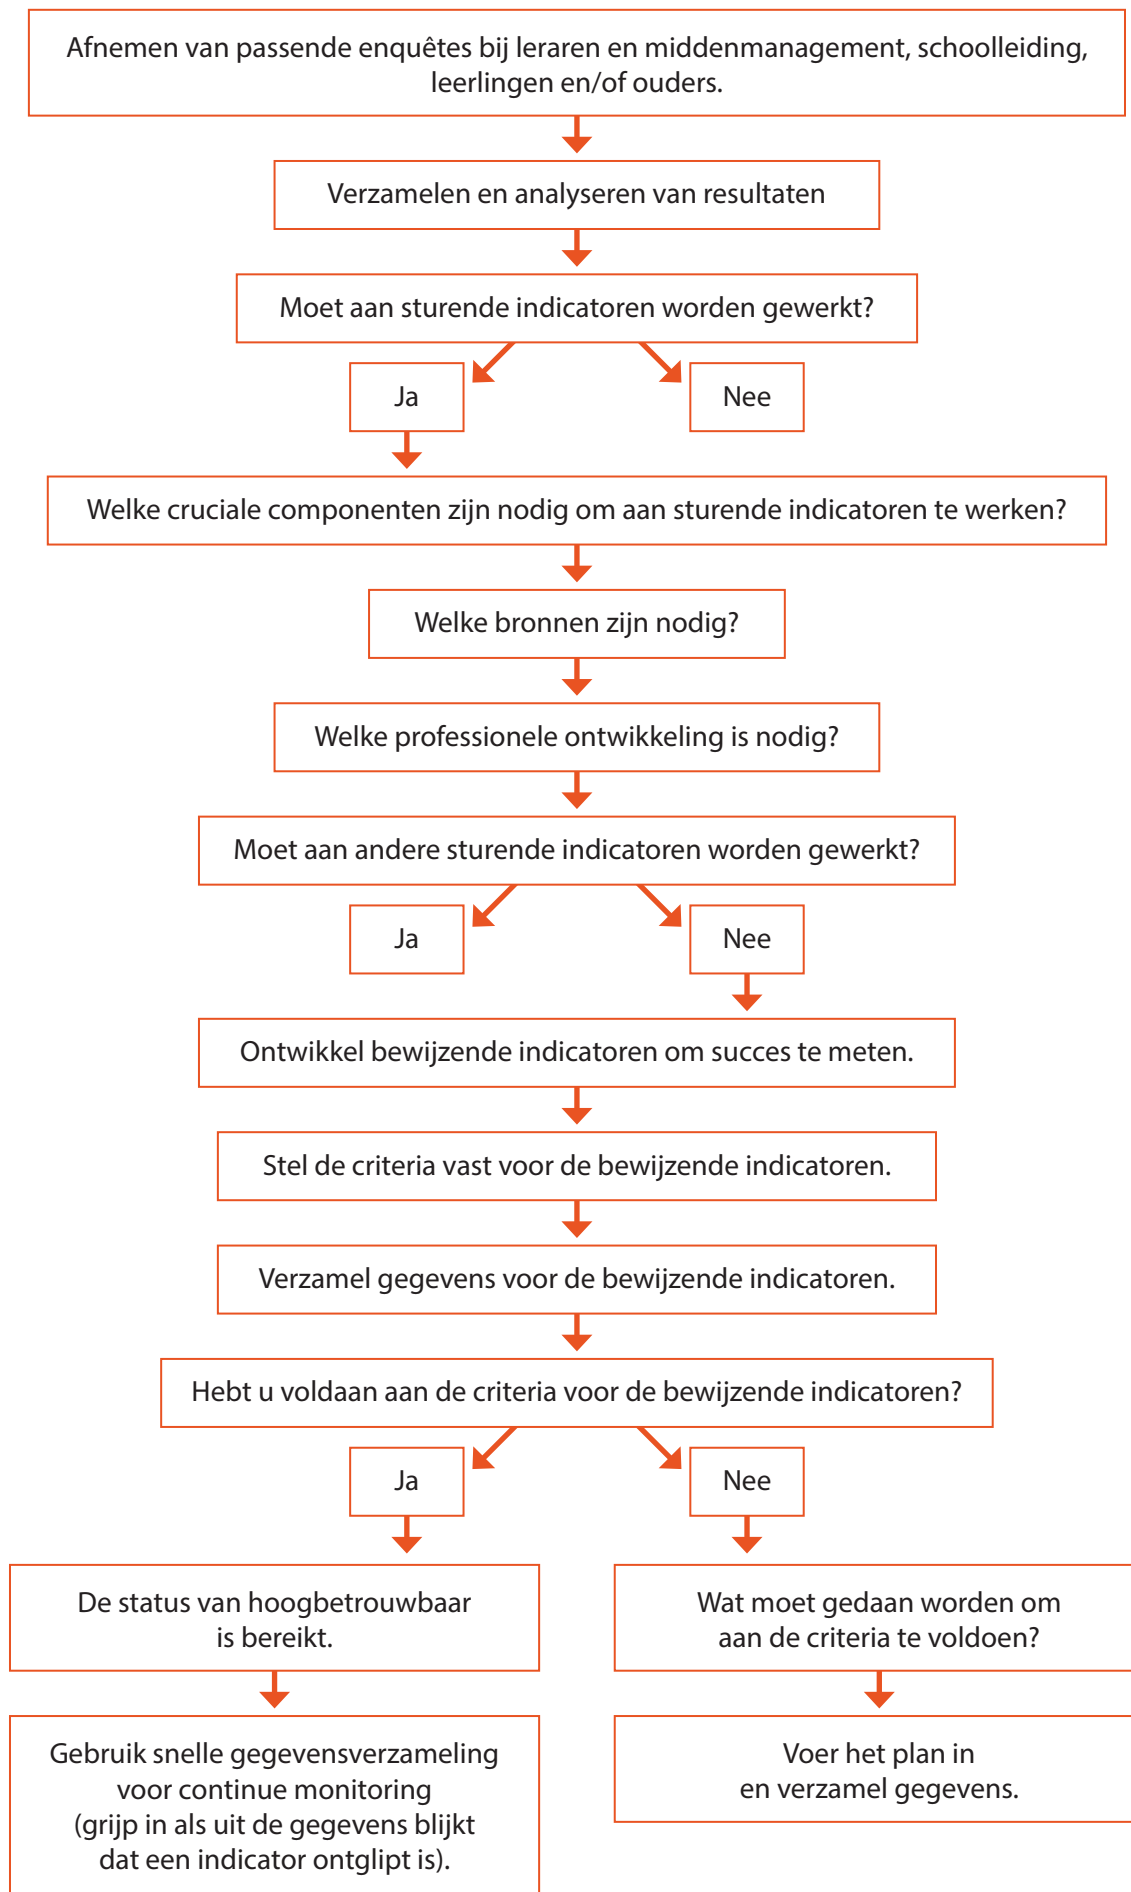 Afnemen van passende enquêtes bij leraren en middenmanagement, schoolleiding,
leerlingen en/of ouders.
Verzamelen en analyseren van resultaten
Moet aan sturende indicatoren worden gewerkt?
Ja
Nee
Welke cruciale componenten zijn nodig om aan sturende indicatoren te werken?
Welke bronnen zijn nodig?
Welke professionele ontwikkeling is nodig?
Moet aan andere sturende indicatoren worden gewerkt?
Ja
Nee
Ontwikkel bewijzende indicatoren om succes te meten.
Stel de criteria vast voor de bewijzende indicatoren.
Verzamel gegevens voor de bewijzende indicatoren.
Hebt u voldaan aan de criteria voor de bewijzende indicatoren?
Ja
Nee
De status van hoogbetrouwbaar
is bereikt.
Wat moet gedaan worden om
aan de criteria te voldoen?
Gebruik snelle gegevensverzameling
voor continue monitoring
(grijp in als uit de gegevens blijkt
dat een indicator ontglipt is).
Voer het plan in
en verzamel gegevens.